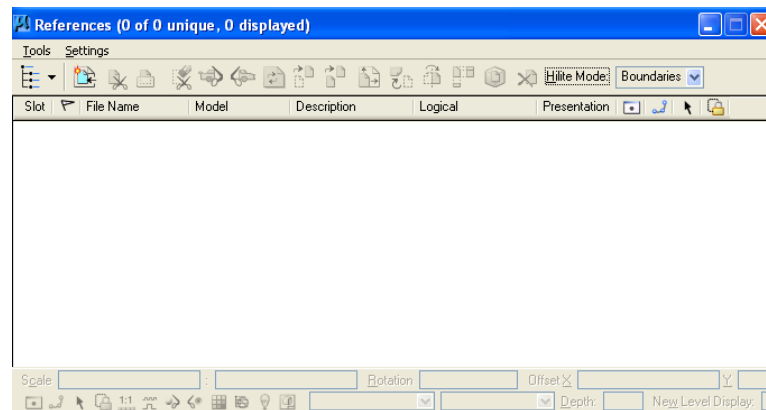 References (0 of 0 unique, 0 displayed)
Tools Settings
Hilite Mode: Boundaries
Slot File Name Model Description Logical Presentation
Scale : Rotation Offset X Y
1:1 Depth: New Level Display: